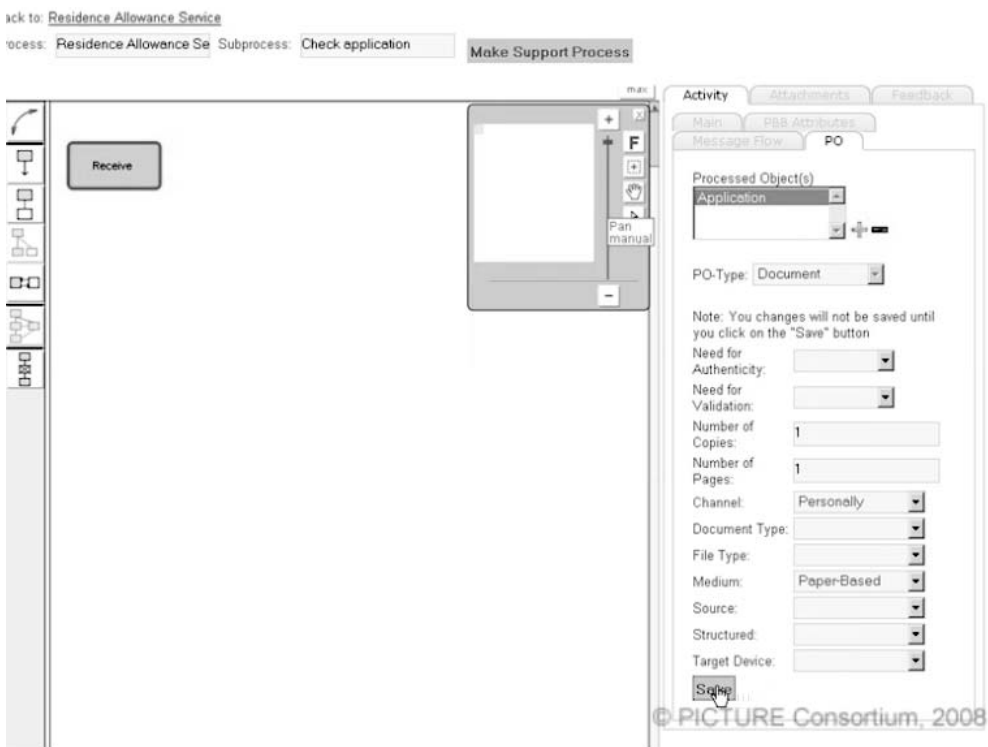 ack to: Residence Allowance Service
ocess: Residence Allowance Se Subprocess: Check application
Make Support Process
max
Activity Attachments Feedback
Main PBB Attributes
Message Flow PO
Receive
+
F
Pan
manual
−
Processed Object(s)
Application
PO-Type: Document
Note: You changes will not be saved until
you click on the "Save" button
Need for
Authenticity:
Need for
Validation:
Number of
Copies: 1
Number of
Pages: 1
Channel: Personally
Document Type:
File Type:
Medium: Paper-Based
Source:
Structured:
Target Device:
Save
© PICTURE Consortium, 2008